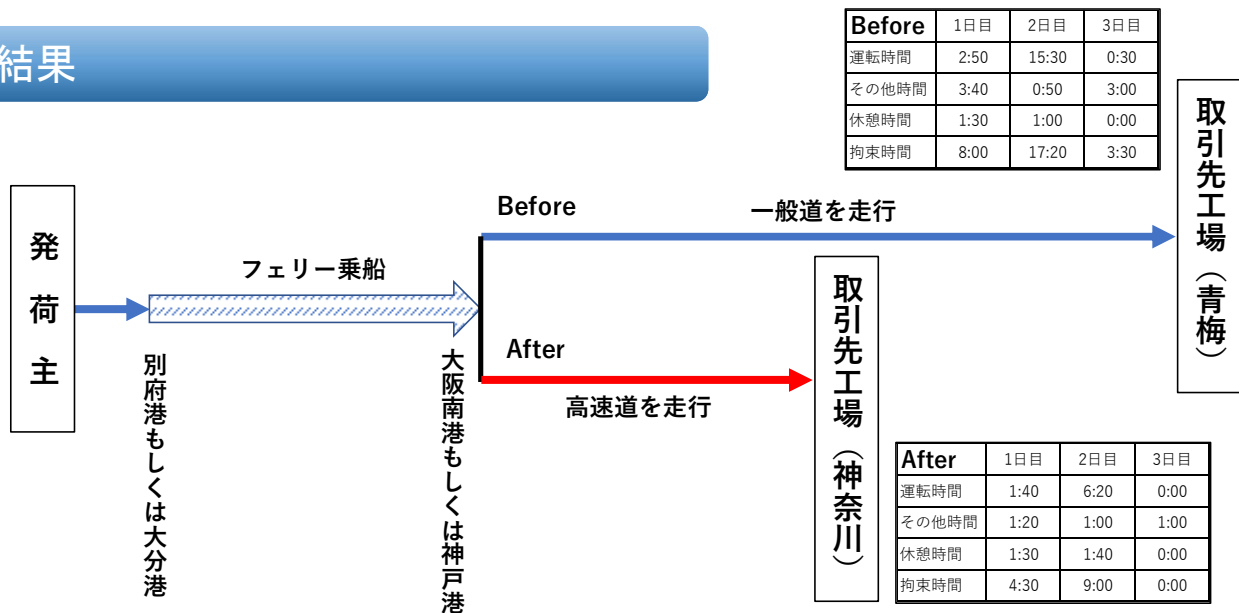 結果
Before 1日目 2日目 3日目
運転時間 2:50 15:30 0:30
その他時間 3:40 0:50 3:00
休憩時間 1:30 1:00 0:00
拘束時間 8:00 17:20 3:30
発荷主
フェリー乗船
別府港もしくは大分港
大阪南港もしくは神戸港
Before
一般道を走行
取引先工場（青梅）
After
高速道を走行
取引先工場（神奈川）
After 1日目 2日目 3日目
運転時間 1:40 6:20 0:00
その他時間 1:20 1:00 1:00
休憩時間 1:30 1:40 0:00
拘束時間 4:30 9:00 0:00